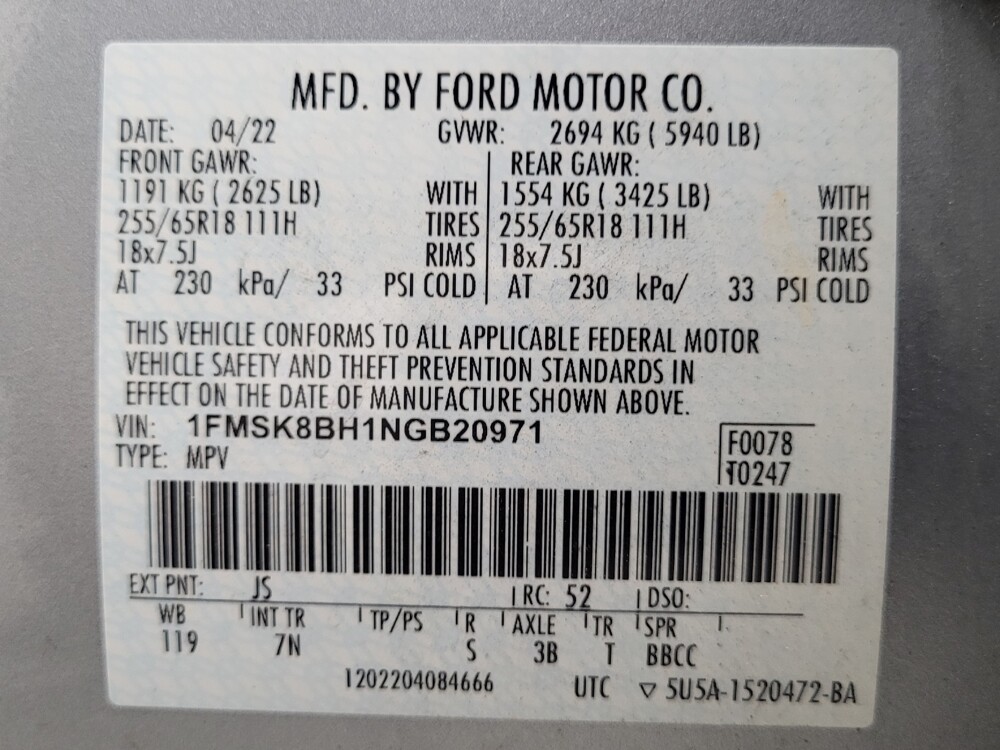 MFD. BY FORD MOTOR CO.
DATE: 04/22 GVWR: 2694 KG ( 5940 LB)
FRONT GAWR: REAR GAWR:
1191 KG ( 2625 LB) WITH 1554 KG ( 3425 LB) WITH
255/65R18 111H TIRES 255/65R18 111H TIRES
18x7.5J RIMS 18x7.5J RIMS
AT 230 kPa/ 33 PSI COLD AT 230 kPa/ 33 PSI COLD
THIS VEHICLE CONFORMS TO ALL APPLICABLE FEDERAL MOTOR
VEHICLE SAFETY AND THEFT PREVENTION STANDARDS IN
EFFECT ON THE DATE OF MANUFACTURE SHOWN ABOVE.
VIN: 1FMSK8BH1NGB20971 F0078
TYPE: MPV T0247
EXT PNT: JS RC: 52 DSO:
WB INT TR TP/PS R AXLE TR SPR
119 7N S 3B T BBCC
1202204084666 UTC ▽ 5U5A-1520472-BA